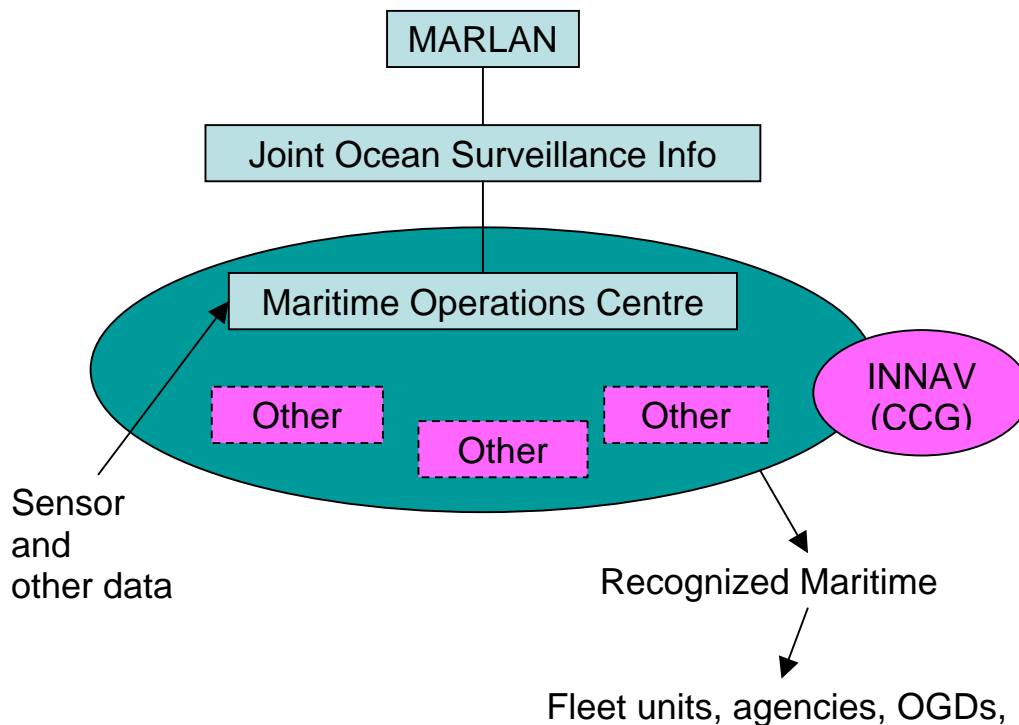 MARLAN
Joint Ocean Surveillance Info
Maritime Operations Centre
INNAV
(CCG)
Other
Other
Other
Sensor
and
other data
Recognized Maritime
Fleet units, agencies, OGDs,